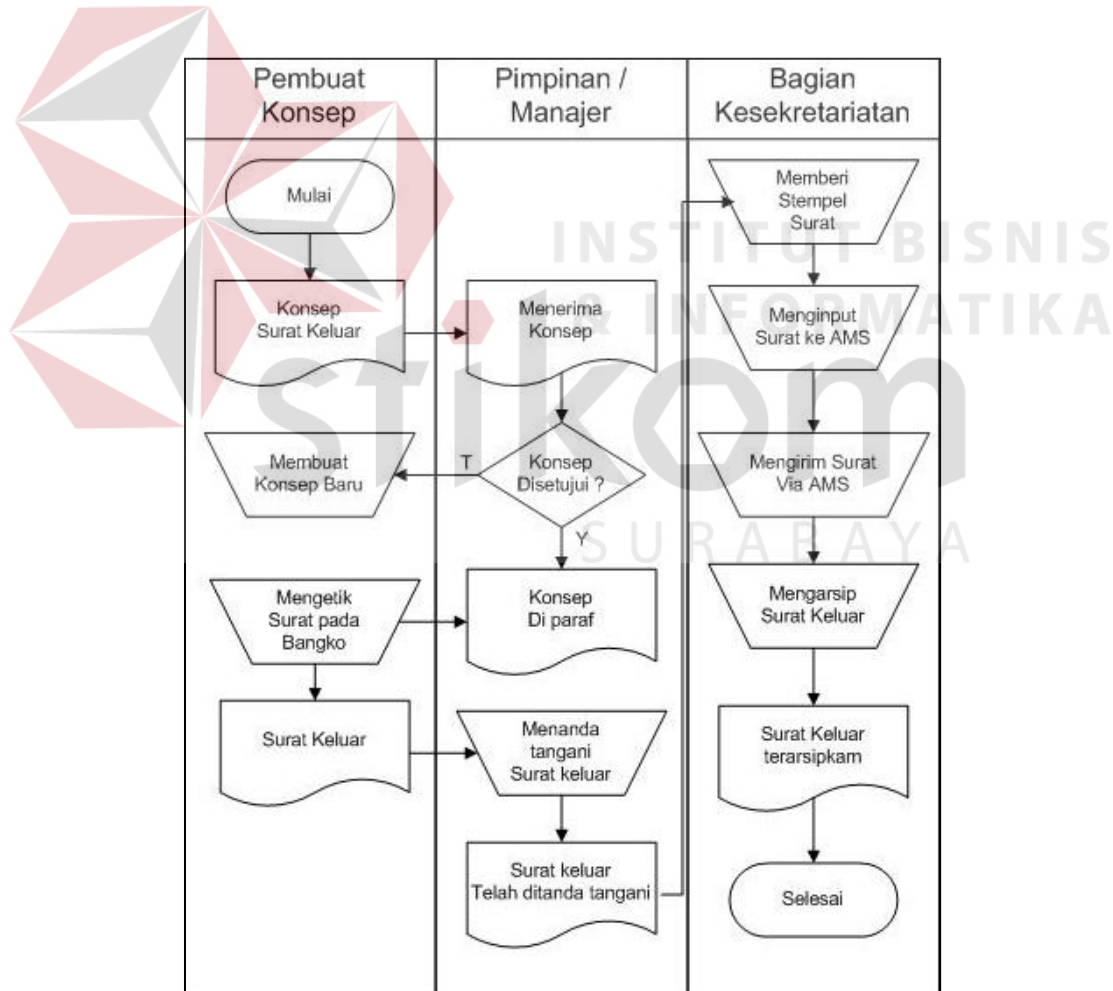 Pembuat
Konsep
Pimpinan /
Manajer
Bagian
Kesekretariatan
Mulai
Konsep
Surat Keluar
Membuat
Konsep Baru
Mengetik
Surat pada
Bangko
Surat Keluar
Menerima
Konsep
Konsep
Disetujui ?
T
Y
Konsep
Di paraf
Menanda
tangani
Surat keluar
Surat keluar
Telah ditanda tangani
Memberi
Stempel
Surat
Menginput
Surat ke AMS
Mengirim Surat
Via AMS
Mengarsip
Surat Keluar
Surat Keluar
terarsipkam
Selesai
INSTITUT BISNIS
& INFORMATIKA
stikom
SURABAYA